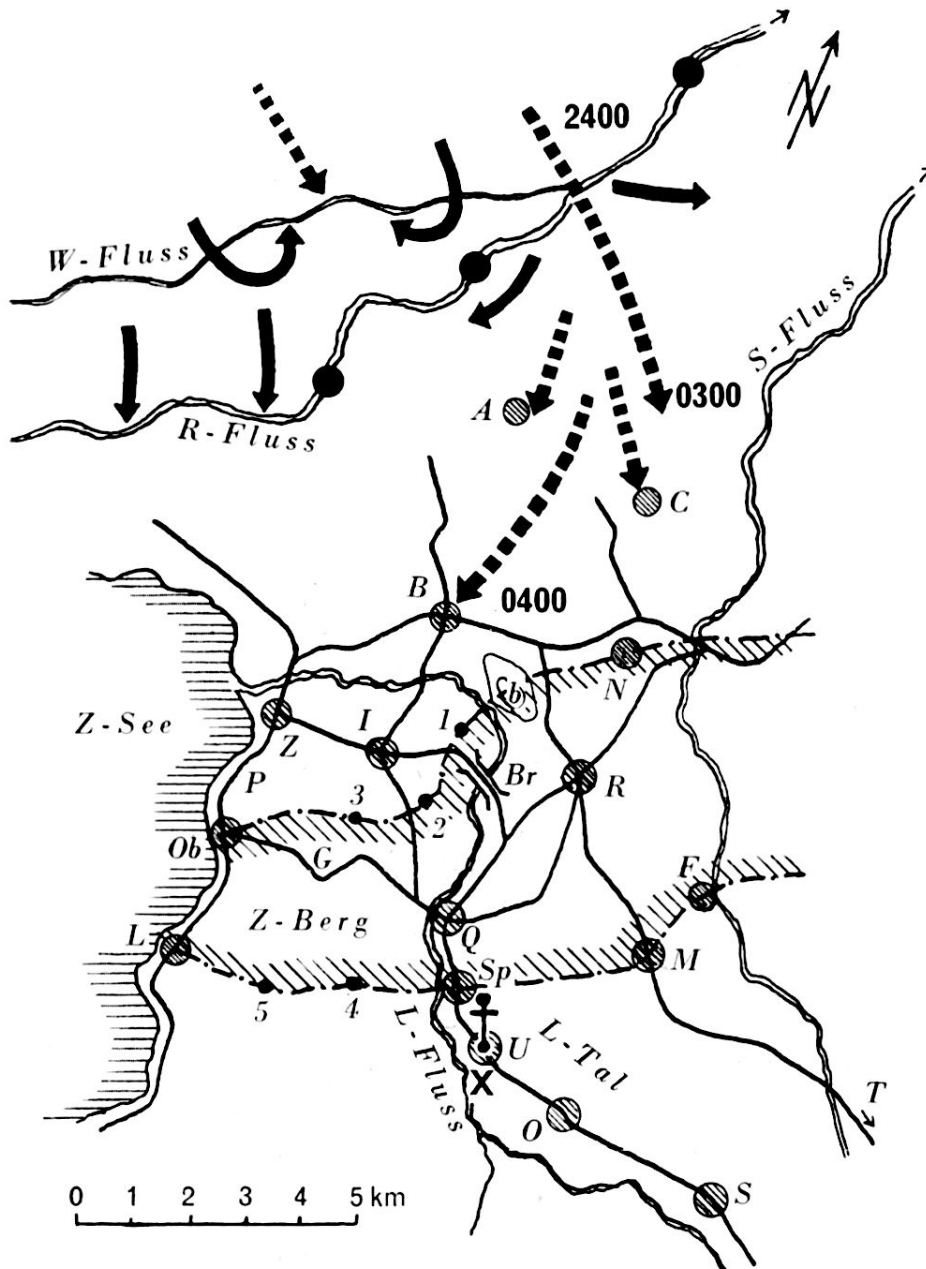 N
2400
W-Fluss
S-Fluss
0300
A
R-Fluss
C
B
0400
N
Cb
Z-See
Z
I
1
Br
R
P
3
2
Ob
G
F
L
Z-Berg
Q
M
Sp
5
4
L-Fluss
U
L-Tal
X
T
O
S
0 1 2 3 4 5 km